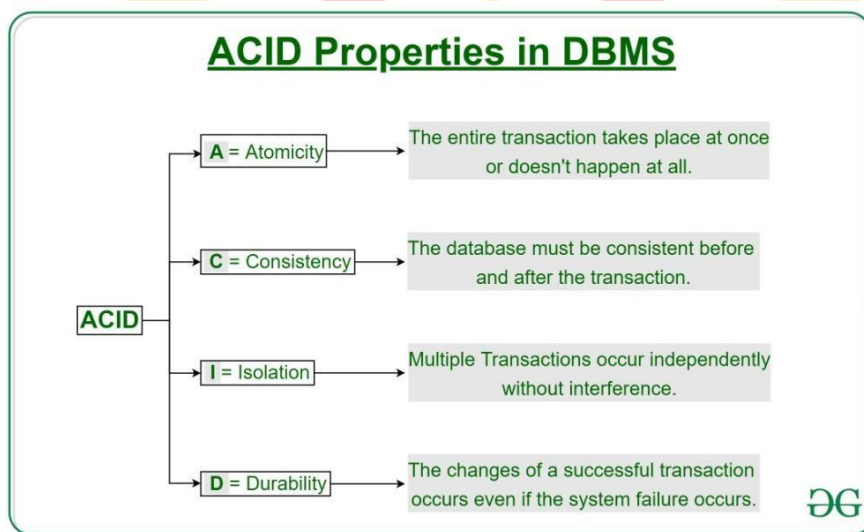 ACID Properties in DBMS
A = Atomicity
The entire transaction takes place at once
or doesn't happen at all.
C = Consistency
The database must be consistent before
and after the transaction.
ACID
I = Isolation
Multiple Transactions occur independently
without interference.
D = Durability
The changes of a successful transaction
occurs even if the system failure occurs.